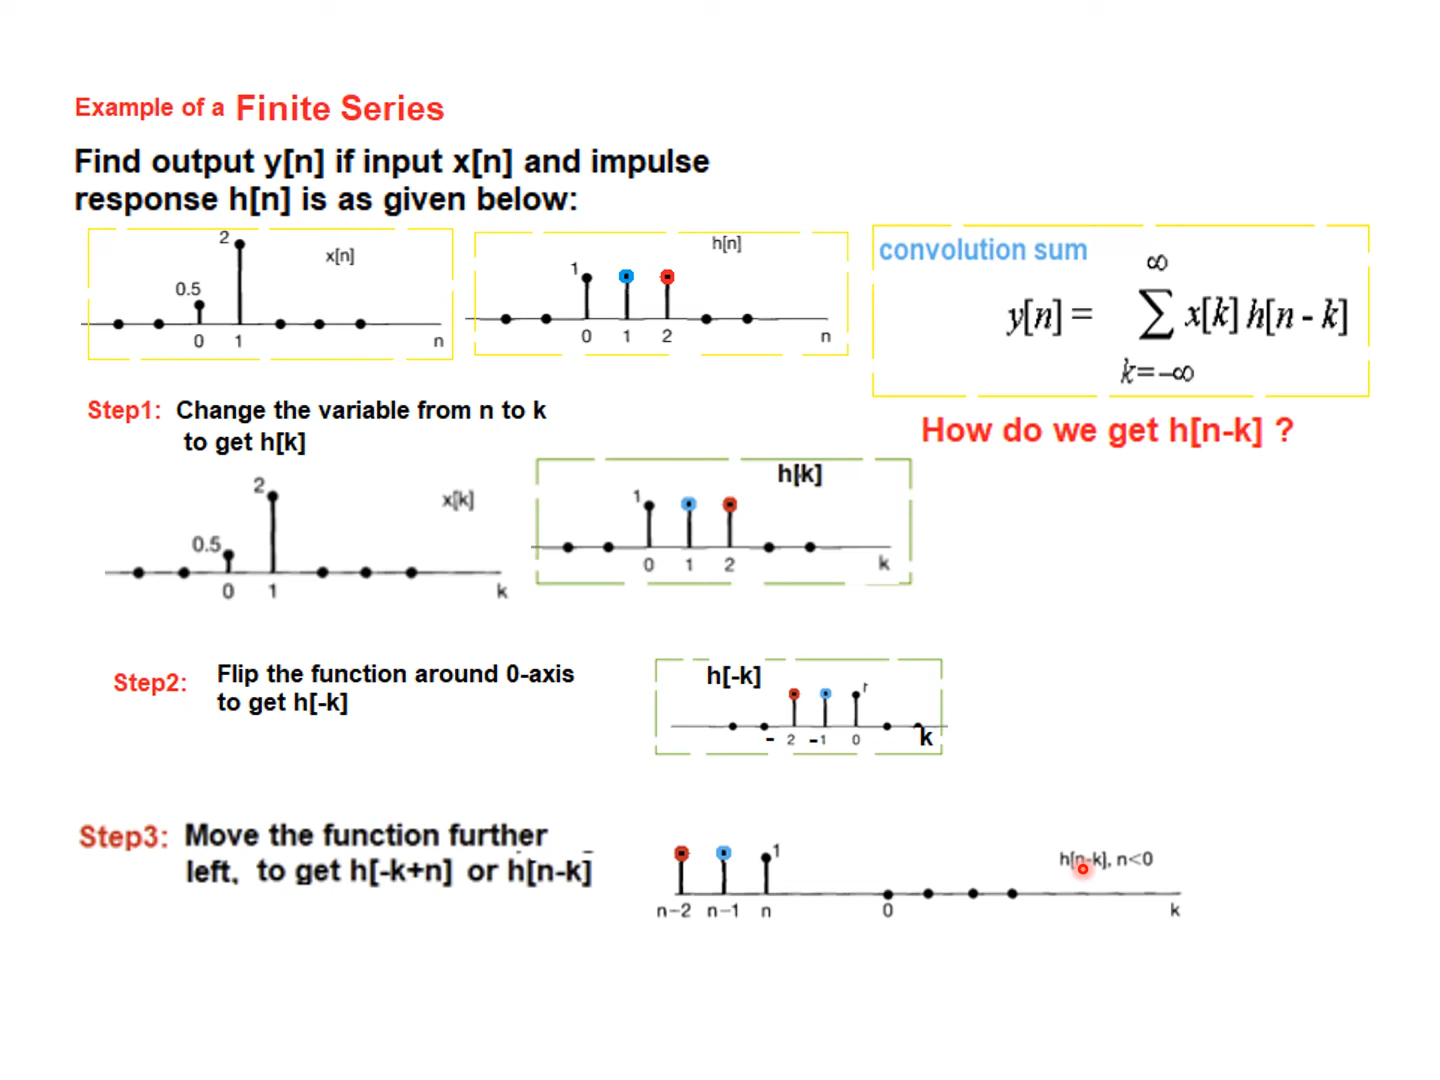 Example of a Finite Series
Find output y[n] if input x[n] and impulse
response h[n] is as given below:
2
x[n]
0.5
0 1 n
h[n]
1
0 1 2 n
convolution sum
∞
y[n] = ∑ x[k] h[n - k]
k=-∞
Step1: Change the variable from n to k
to get h[k]
How do we get h[n-k] ?
2
x[k]
0.5
0 1 k
h[k]
1
0 1 2 k
Step2: Flip the function around 0-axis
to get h[-k]
h[-k]
1
- 2 -1 0 k
Step3: Move the function further
left, to get h[-k+n] or h[n-k]
1
h[n-k], n<0
n-2 n-1 n 0 k